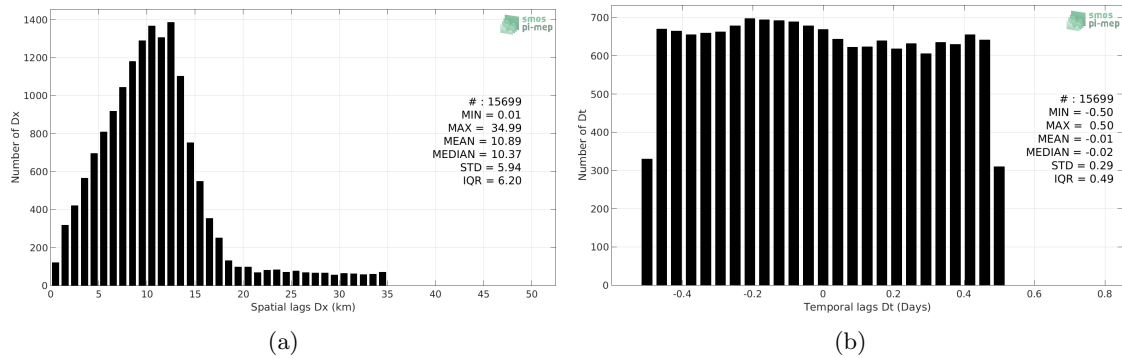 smos
pi-mep
1400
1200
1000
800
600
400
200
0
Number of Dx
# : 15699
MIN = 0.01
MAX = 34.99
MEAN = 10.89
MEDIAN = 10.37
STD = 5.94
IQR = 6.20
0 5 10 15 20 25 30 35 40 45 50
Spatial lags Dx (km)
(a)
smos
pi-mep
700
600
500
400
300
200
100
0
Number of Dt
# : 15699
MIN = -0.50
MAX = 0.50
MEAN = -0.01
MEDIAN = -0.02
STD = 0.29
IQR = 0.49
-0.4 -0.2 0 0.2 0.4 0.6 0.8
Temporal lags Dt (Days)
(b)